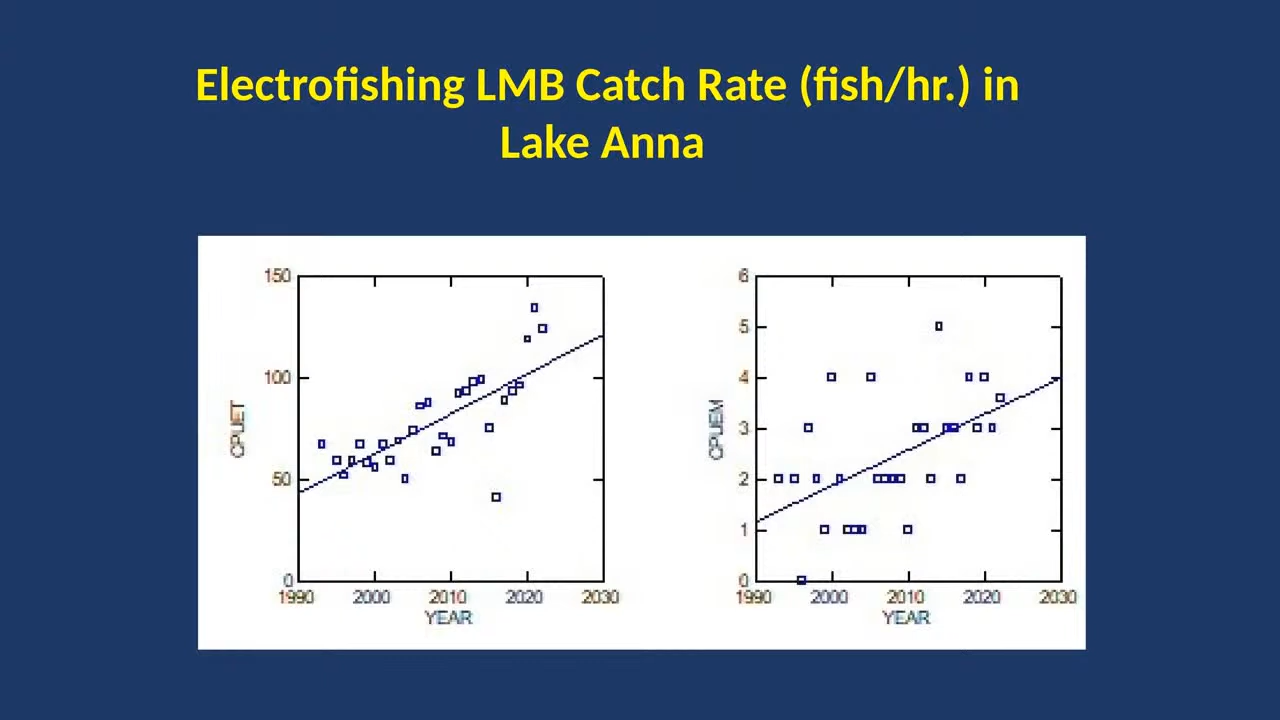 Electrofishing LMB Catch Rate (fish/hr.) in
Lake Anna
150
100
50
0
CPUET
1990 2000 2010 2020 2030
YEAR
6
5
4
3
2
1
0
CPUEM
1990 2000 2010 2020 2030
YEAR